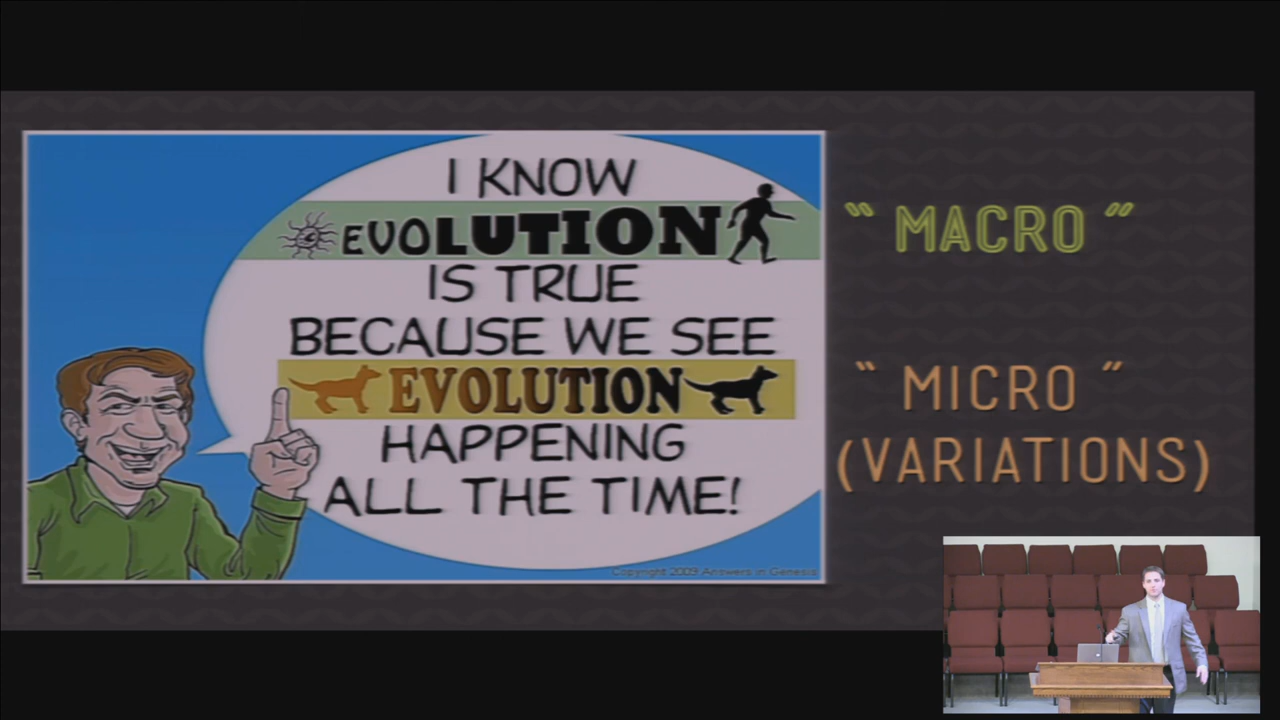 I KNOW
EVOLUTION
IS TRUE
BECAUSE WE SEE
EVOLUTION
HAPPENING
ALL THE TIME!
Copyright 2009 Answers in Genesis
" MACRO "
" MICRO "
(VARIATIONS)